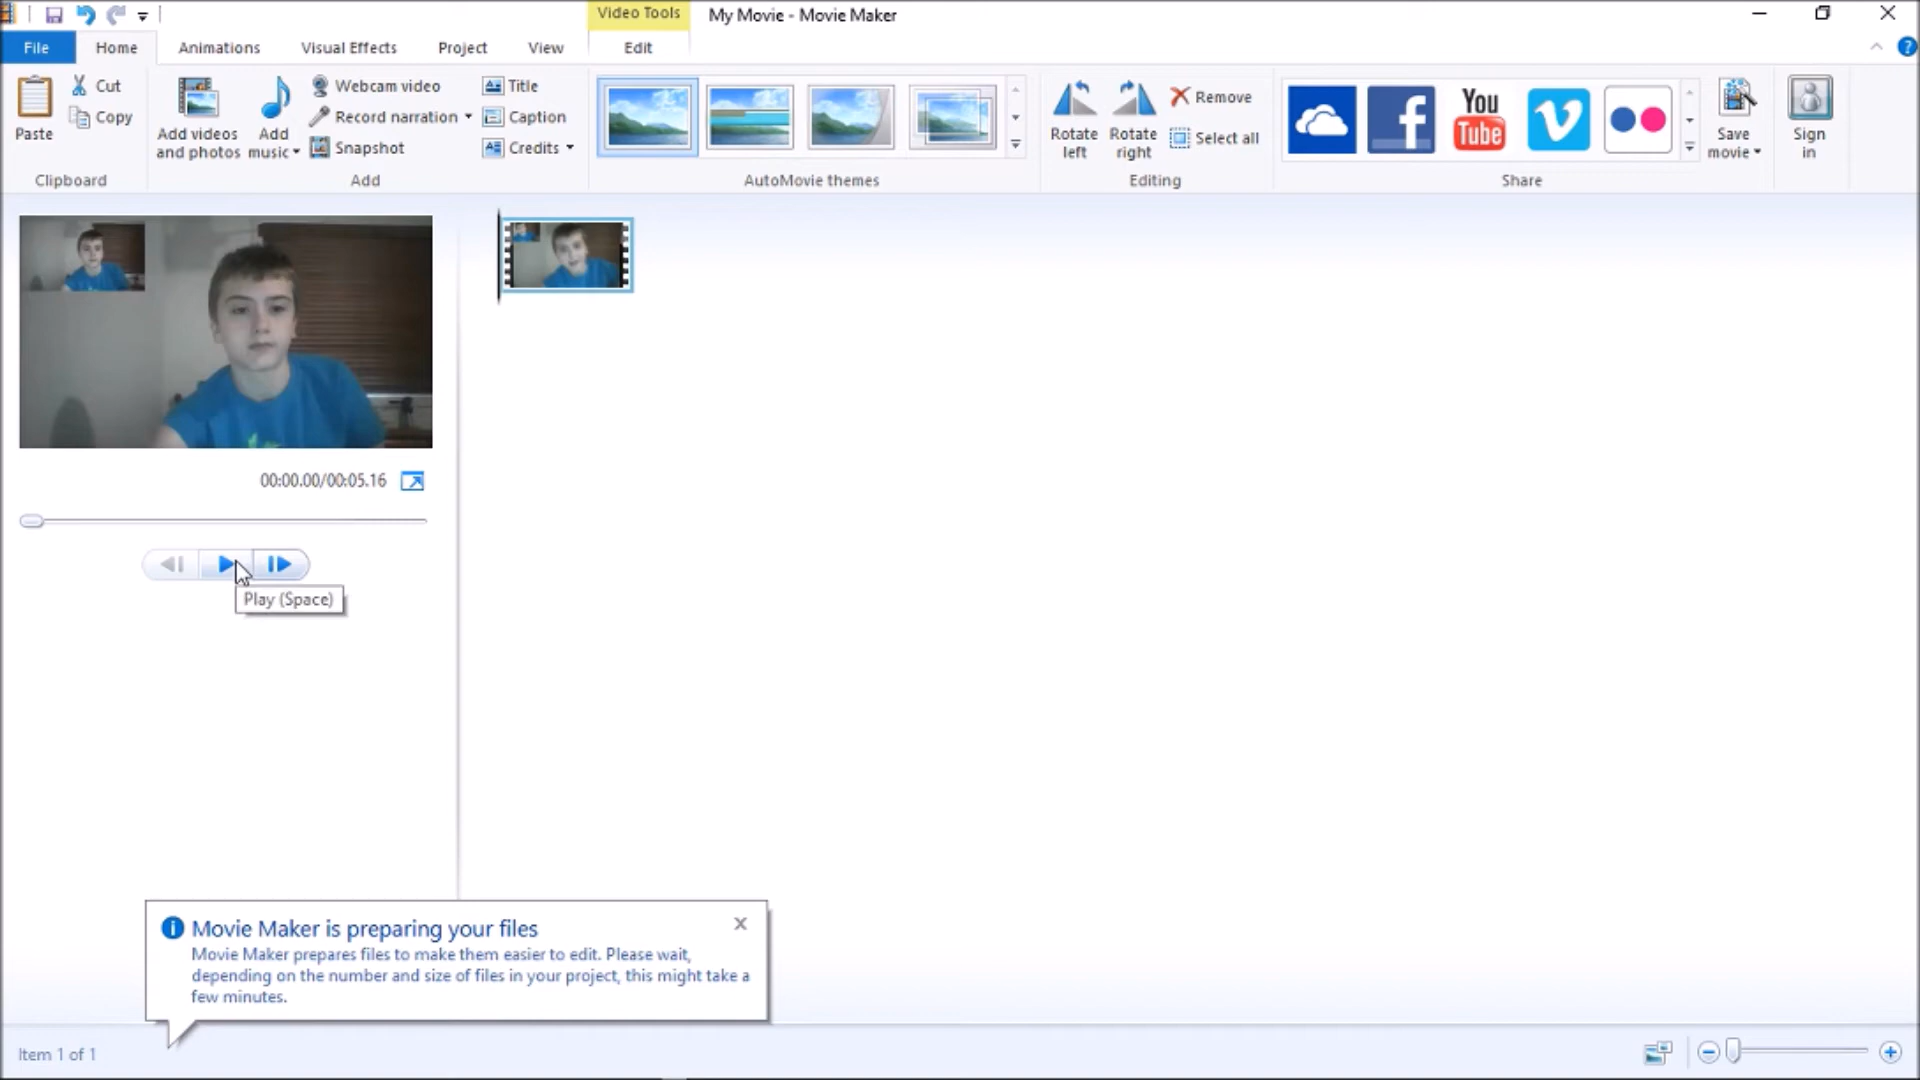 Video Tools
My Movie - Movie Maker
File
Home
Animations
Visual Effects
Project
View
Edit
Paste
Cut
Copy
Clipboard
Add videos
and photos
Add
music
Webcam video
Record narration
Snapshot
Title
Caption
Credits
Add
AutoMovie themes
Rotate
left
Rotate
right
Remove
Select all
Editing
f
You
Tube
V
Share
Save
movie
Sign
in
00:00.00/00:05.16
Play (Space)
Movie Maker is preparing your files
Movie Maker prepares files to make them easier to edit. Please wait,
depending on the number and size of files in your project, this might take a
few minutes.
Item 1 of 1